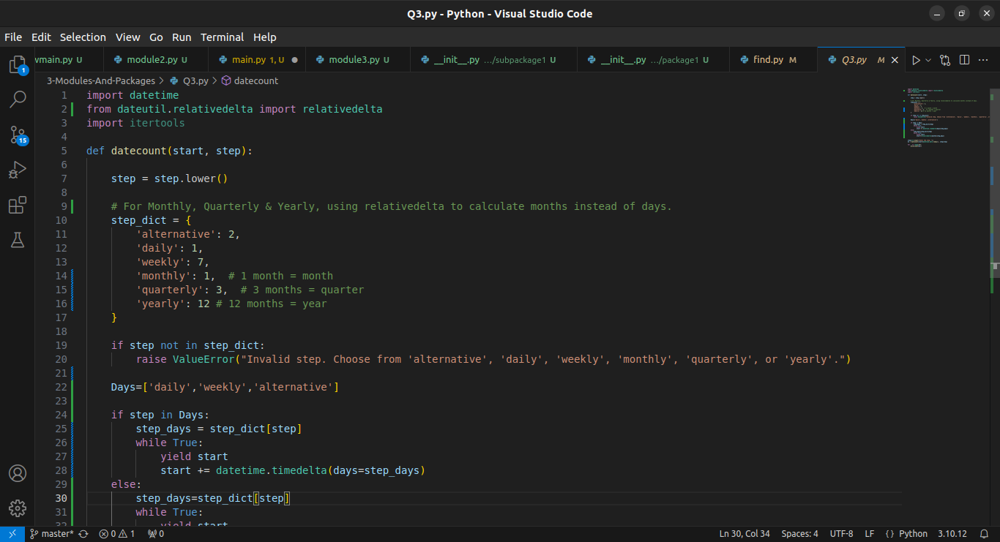 Q3.py - Python - Visual Studio Code
File Edit Selection View Go Run Terminal Help
vmain.py U module2.py U main.py 1, U module3.py U __init__.py .../subpackage1 U __init__.py .../package1 U find.py M Q3.py M
3-Modules-And-Packages > Q3.py > datecount
1 import datetime
2 from dateutil.relativedelta import relativedelta
3 import itertools
4
5 def datecount(start, step):
6
7 step = step.lower()
8
9 # For Monthly, Quarterly & Yearly, using relativedelta to calculate months instead of days.
10 step_dict = {
11 'alternative': 2,
12 'daily': 1,
13 'weekly': 7,
14 'monthly': 1, # 1 month = month
15 'quarterly': 3, # 3 months = quarter
16 'yearly': 12 # 12 months = year
17 }
18
19 if step not in step_dict:
20 raise ValueError("Invalid step. Choose from 'alternative', 'daily', 'weekly', 'monthly', 'quarterly', or 'yearly'.")
21
22 Days=['daily','weekly','alternative']
23
24 if step in Days:
25 step_days = step_dict[step]
26 while True:
27 yield start
28 start += datetime.timedelta(days=step_days)
29 else:
30 step_days=step_dict[step]
31 while True:
32 yield start
1
15
master* 0 1 0 Ln 30, Col 34 Spaces: 4 UTF-8 LF {} Python 3.10.12